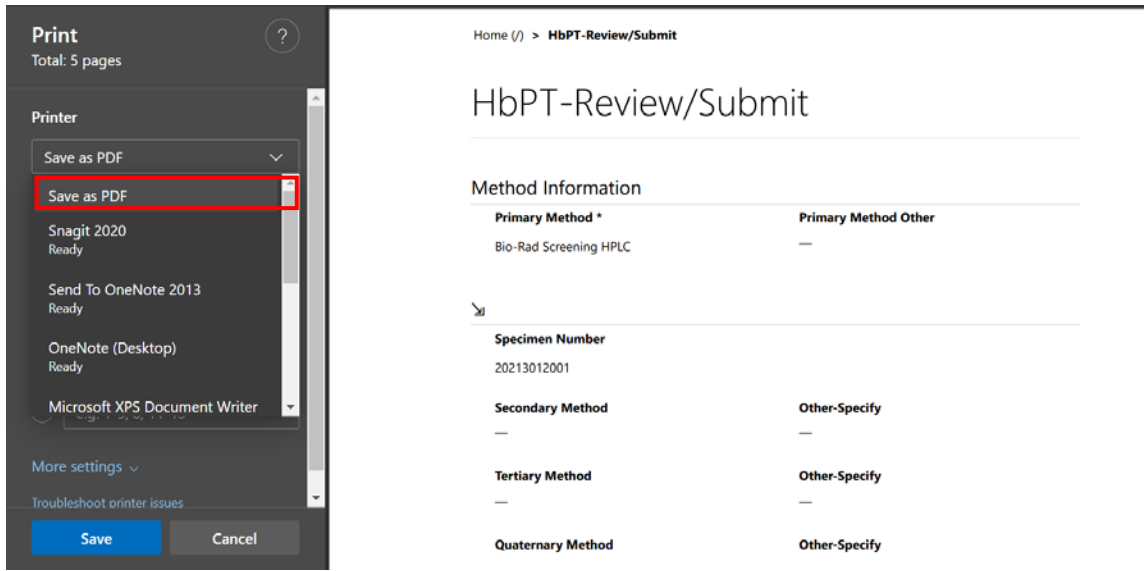 Print
?
Total: 5 pages
Printer
Save as PDF
Save as PDF
Snagit 2020
Ready
Send To OneNote 2013
Ready
OneNote (Desktop)
Ready
Microsoft XPS Document Writer
More settings
Troubleshoot printer issues
Save Cancel
Home (/) > HbPT-Review/Submit
HbPT-Review/Submit
Method Information
Primary Method * Primary Method Other
Bio-Rad Screening HPLC —
Specimen Number
20213012001
Secondary Method Other-Specify
— —
Tertiary Method Other-Specify
— —
Quaternary Method Other-Specify